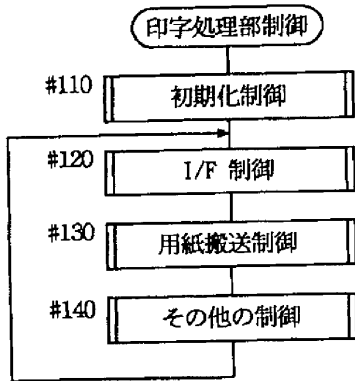 印字処理部制御
#110
初期化制御
#120
I/F 制御
#130
用紙搬送制御
#140
その他の制御